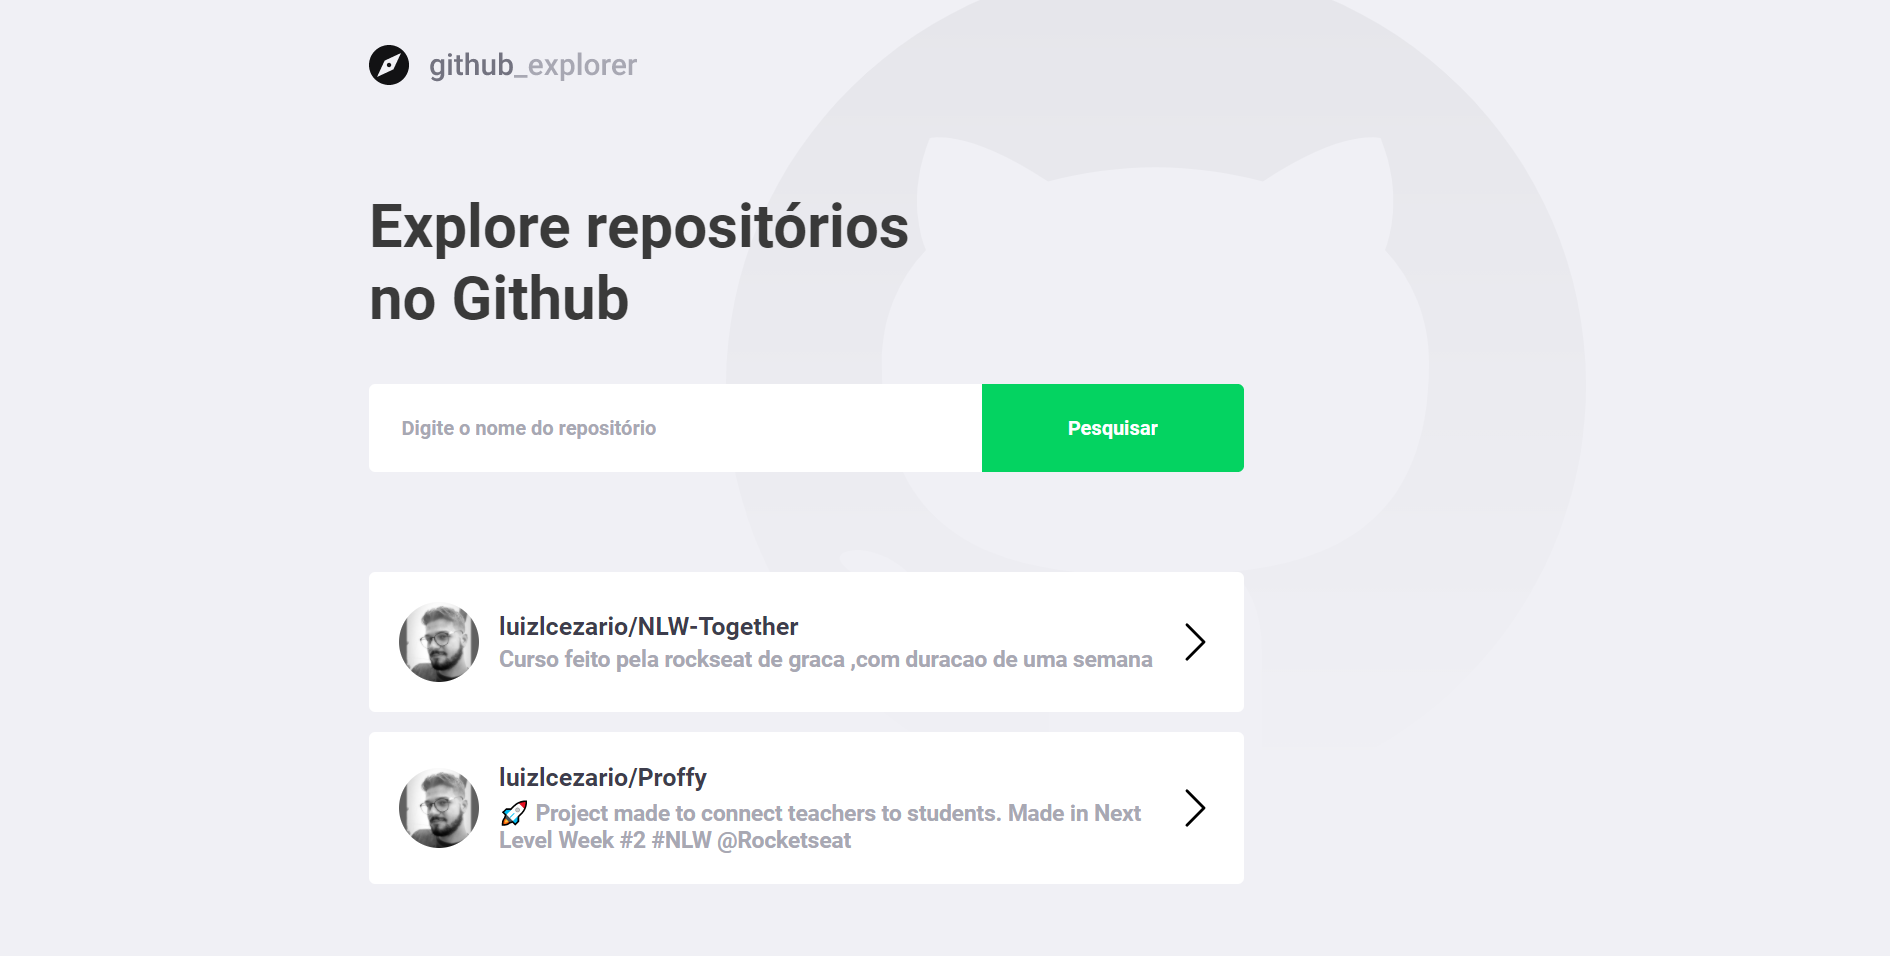 github_explorer
Explore repositórios
no Github
Digite o nome do repositório
Pesquisar
luizlcezario/NLW-Together
Curso feito pela rockseat de graca ,com duracao de uma semana
luizlcezario/Proffy
🚀 Project made to connect teachers to students. Made in Next
Level Week #2 #NLW @Rocketseat